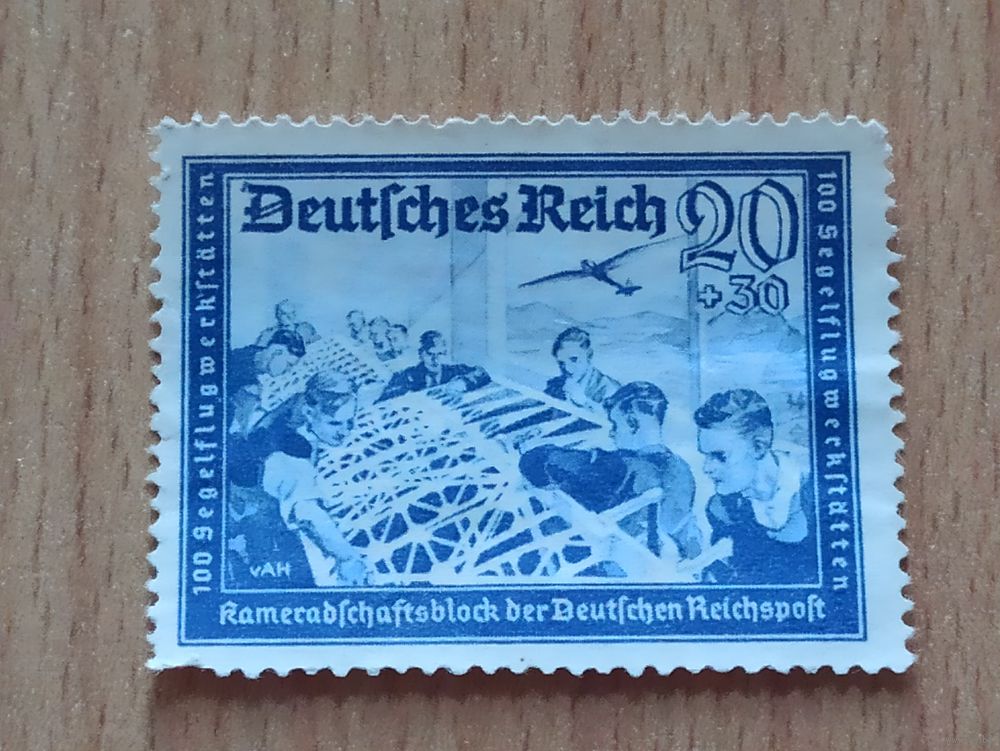 Deutſches Reich 20
+30
100 Segelflugwerkſtätten
100 Segelflugwerkſtätten
vAH
Kameradſchaftsblock der Deutſchen Reichspoſt